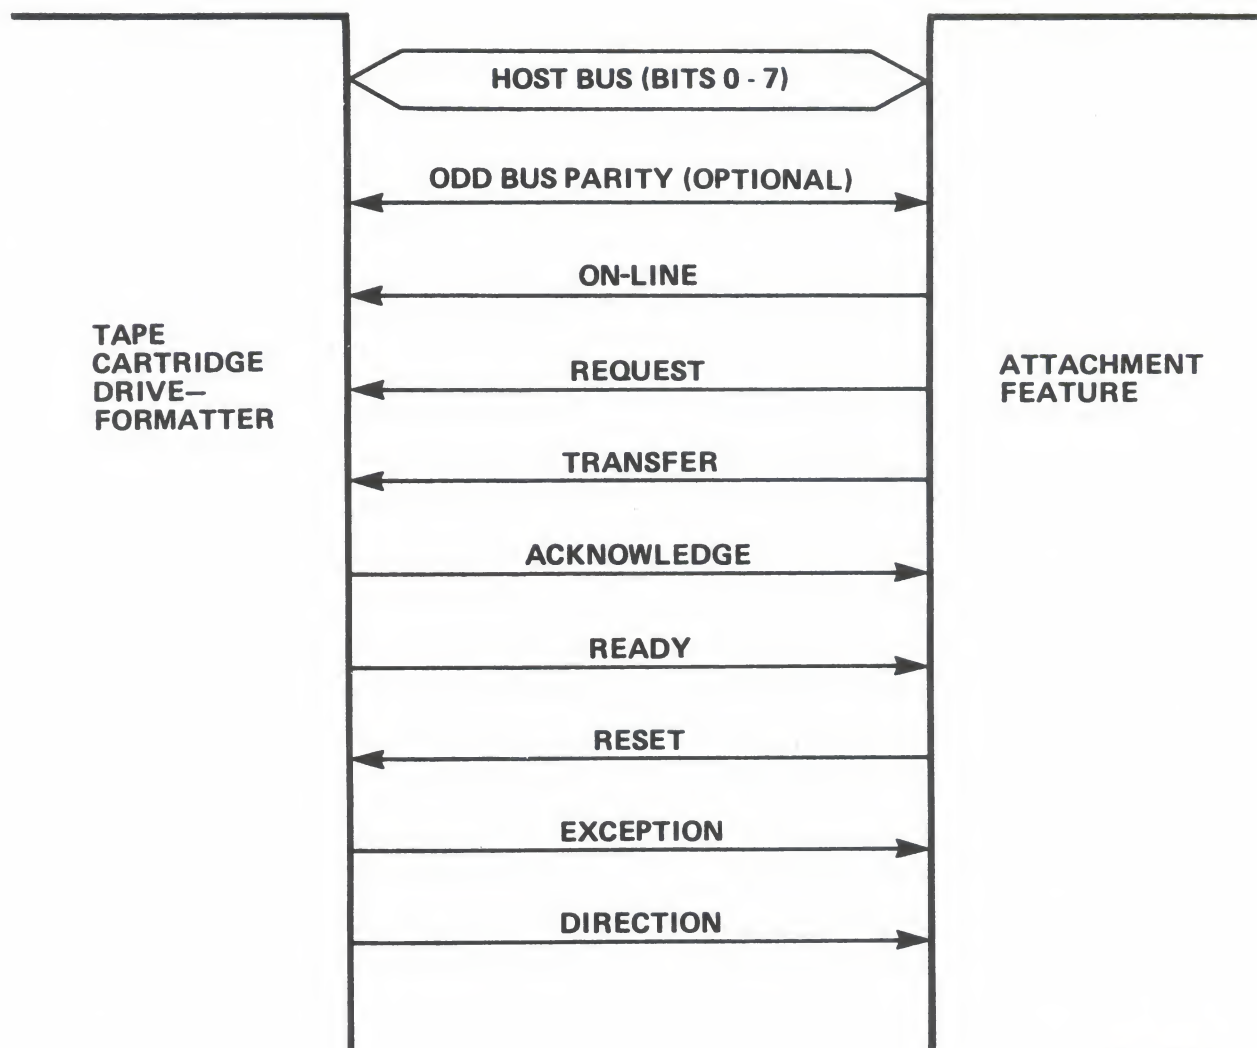 HOST BUS (BITS 0 - 7)
ODD BUS PARITY (OPTIONAL)
ON-LINE
TAPE
CARTRIDGE
DRIVE—
FORMATTER
REQUEST
ATTACHMENT
FEATURE
TRANSFER
ACKNOWLEDGE
READY
RESET
EXCEPTION
DIRECTION